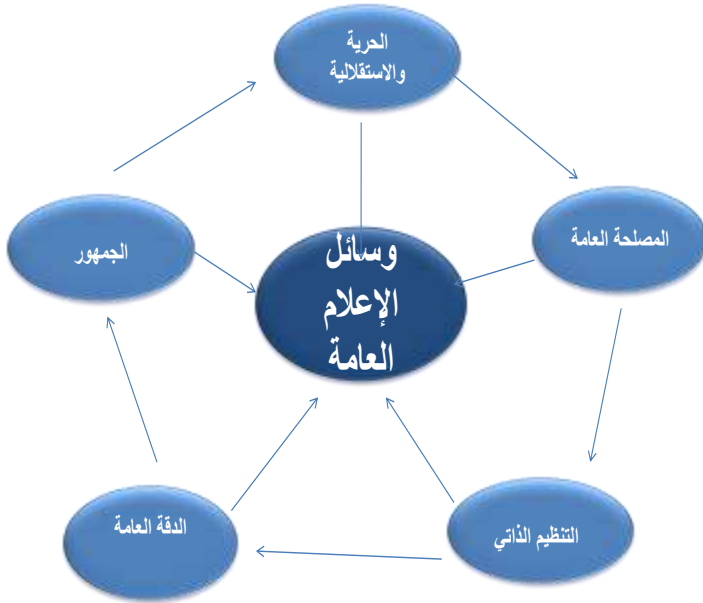 الحرية
والاستقلالية
المصلحة العامة
الجمهور
وسائل
الإعلام
العامة
الدقة العامة
التنظيم الذاتي